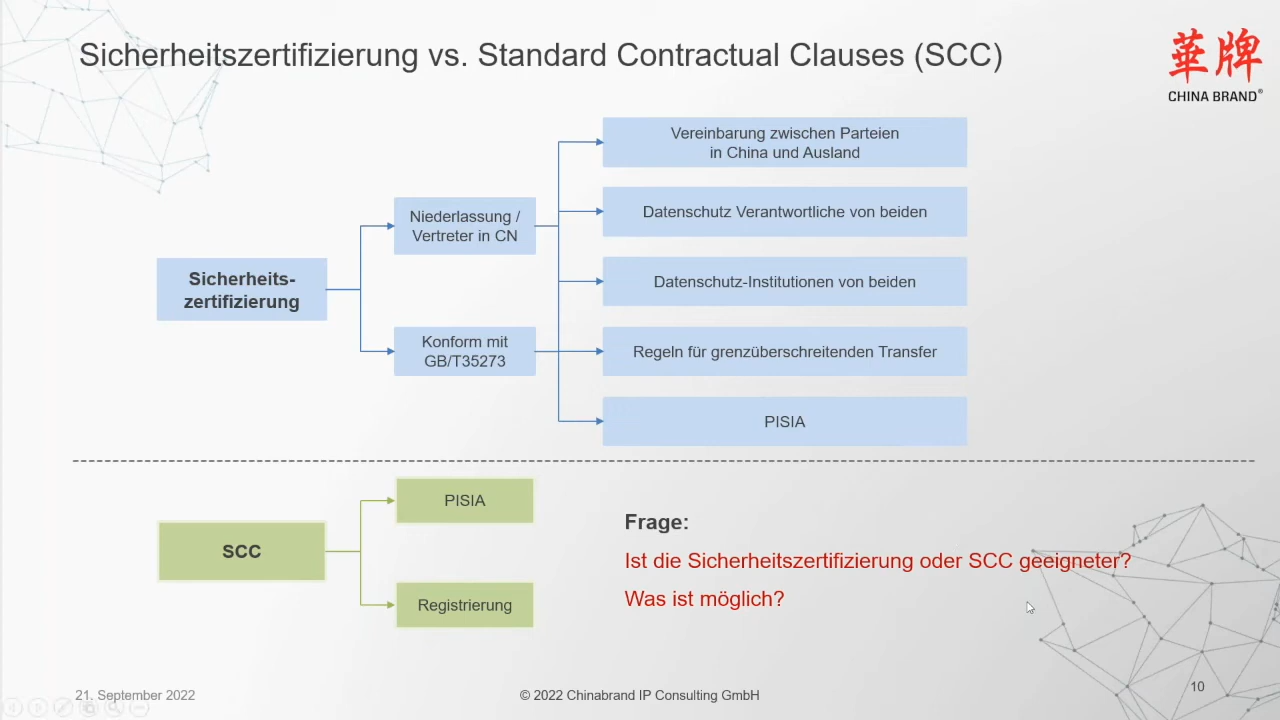 Sicherheitszertifizierung vs. Standard Contractual Clauses (SCC)
華牌
CHINA BRAND®
Sicherheits-
zertifizierung
Niederlassung /
Vertreter in CN
Konform mit
GB/T35273
Vereinbarung zwischen Parteien
in China und Ausland
Datenschutz Verantwortliche von beiden
Datenschutz-Institutionen von beiden
Regeln für grenzüberschreitenden Transfer
PISIA
SCC
PISIA
Registrierung
Frage:
Ist die Sicherheitszertifizierung oder SCC geeigneter?
Was ist möglich?
21. September 2022
© 2022 Chinabrand IP Consulting GmbH
10